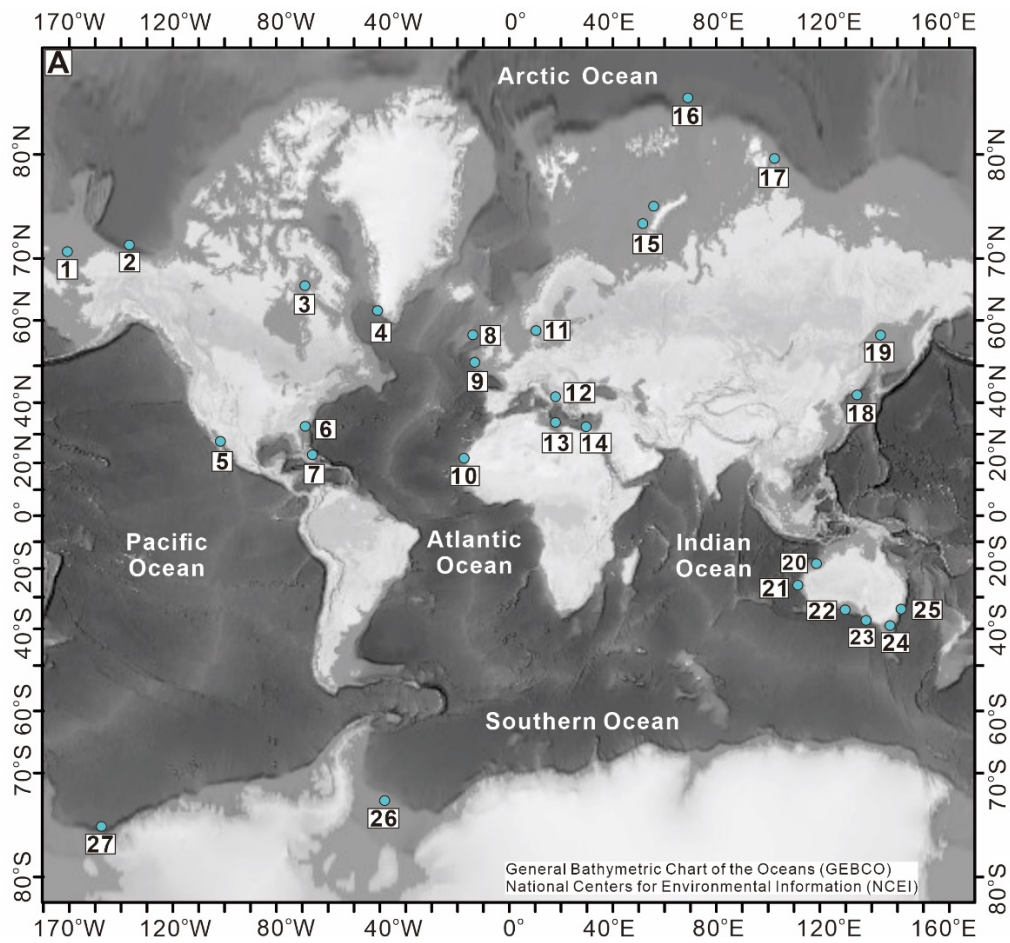 160°W 120°W 80°W 40°W 0° 40°E 80°E 120°E 160°E
A
Arctic Ocean
16
80°N 80°N
17
15
70°N 70°N
1 2
3
60°N 60°N
4 8 11
19
9
40°N 12 40°N
18
6
13 14
5
20°N 7 10 20°N
0° 0°
Pacific
Ocean
Atlantic
Ocean
Indian
Ocean
20
20°S 20°S
21
22 25
23
40°S 24 40°S
60°S Southern Ocean 60°S
70°S 70°S
26
27
General Bathymetric Chart of the Oceans (GEBCO)
National Centers for Environmental Information (NCEI)
80°S 80°S
160°W 120°W 80°W 40°W 0° 40°E 80°E 120°E 160°E